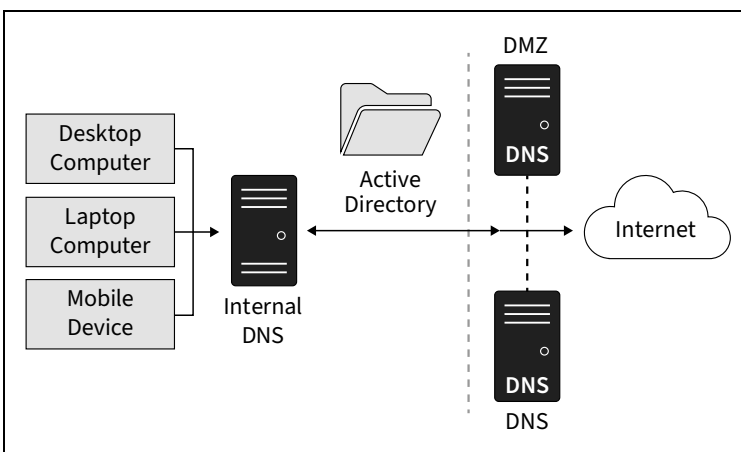 Desktop
Computer
Laptop
Computer
Mobile
Device
Internal
DNS
Active
Directory
DMZ
DNS
Internet
DNS
DNS